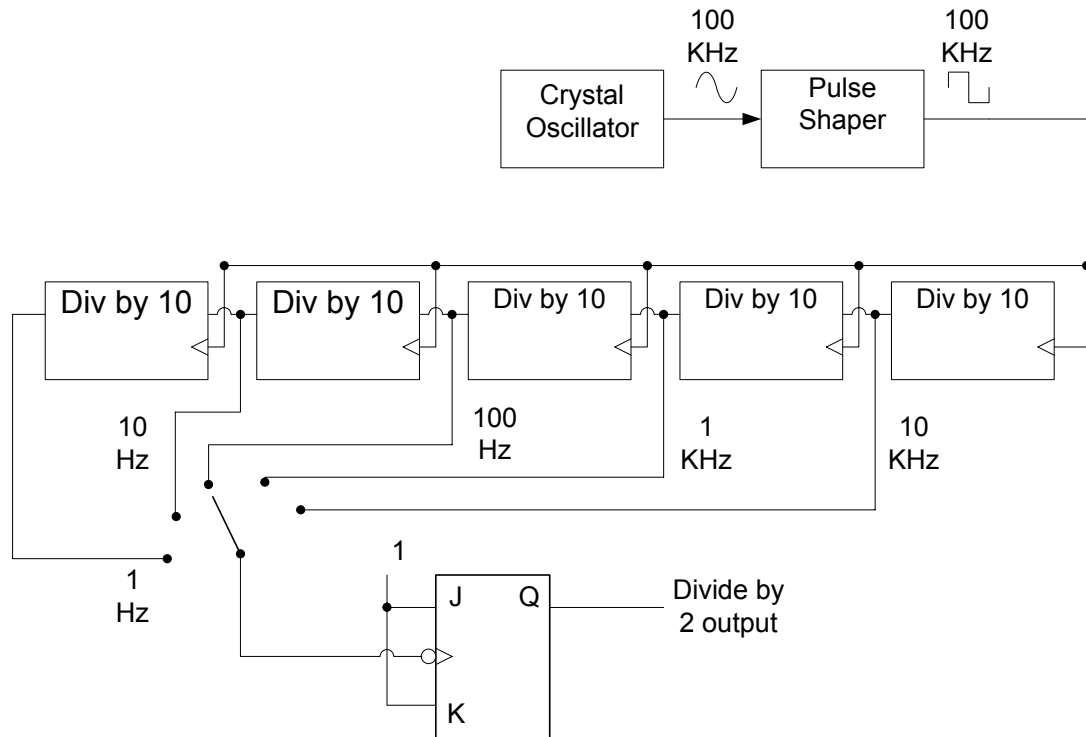 100
KHz
100
KHz
Crystal
Oscillator
Pulse
Shaper
Div by 10
Div by 10
Div by 10
Div by 10
Div by 10
10
Hz
100
Hz
1
KHz
10
KHz
1
Hz
1
J
Q
K
Divide by
2 output